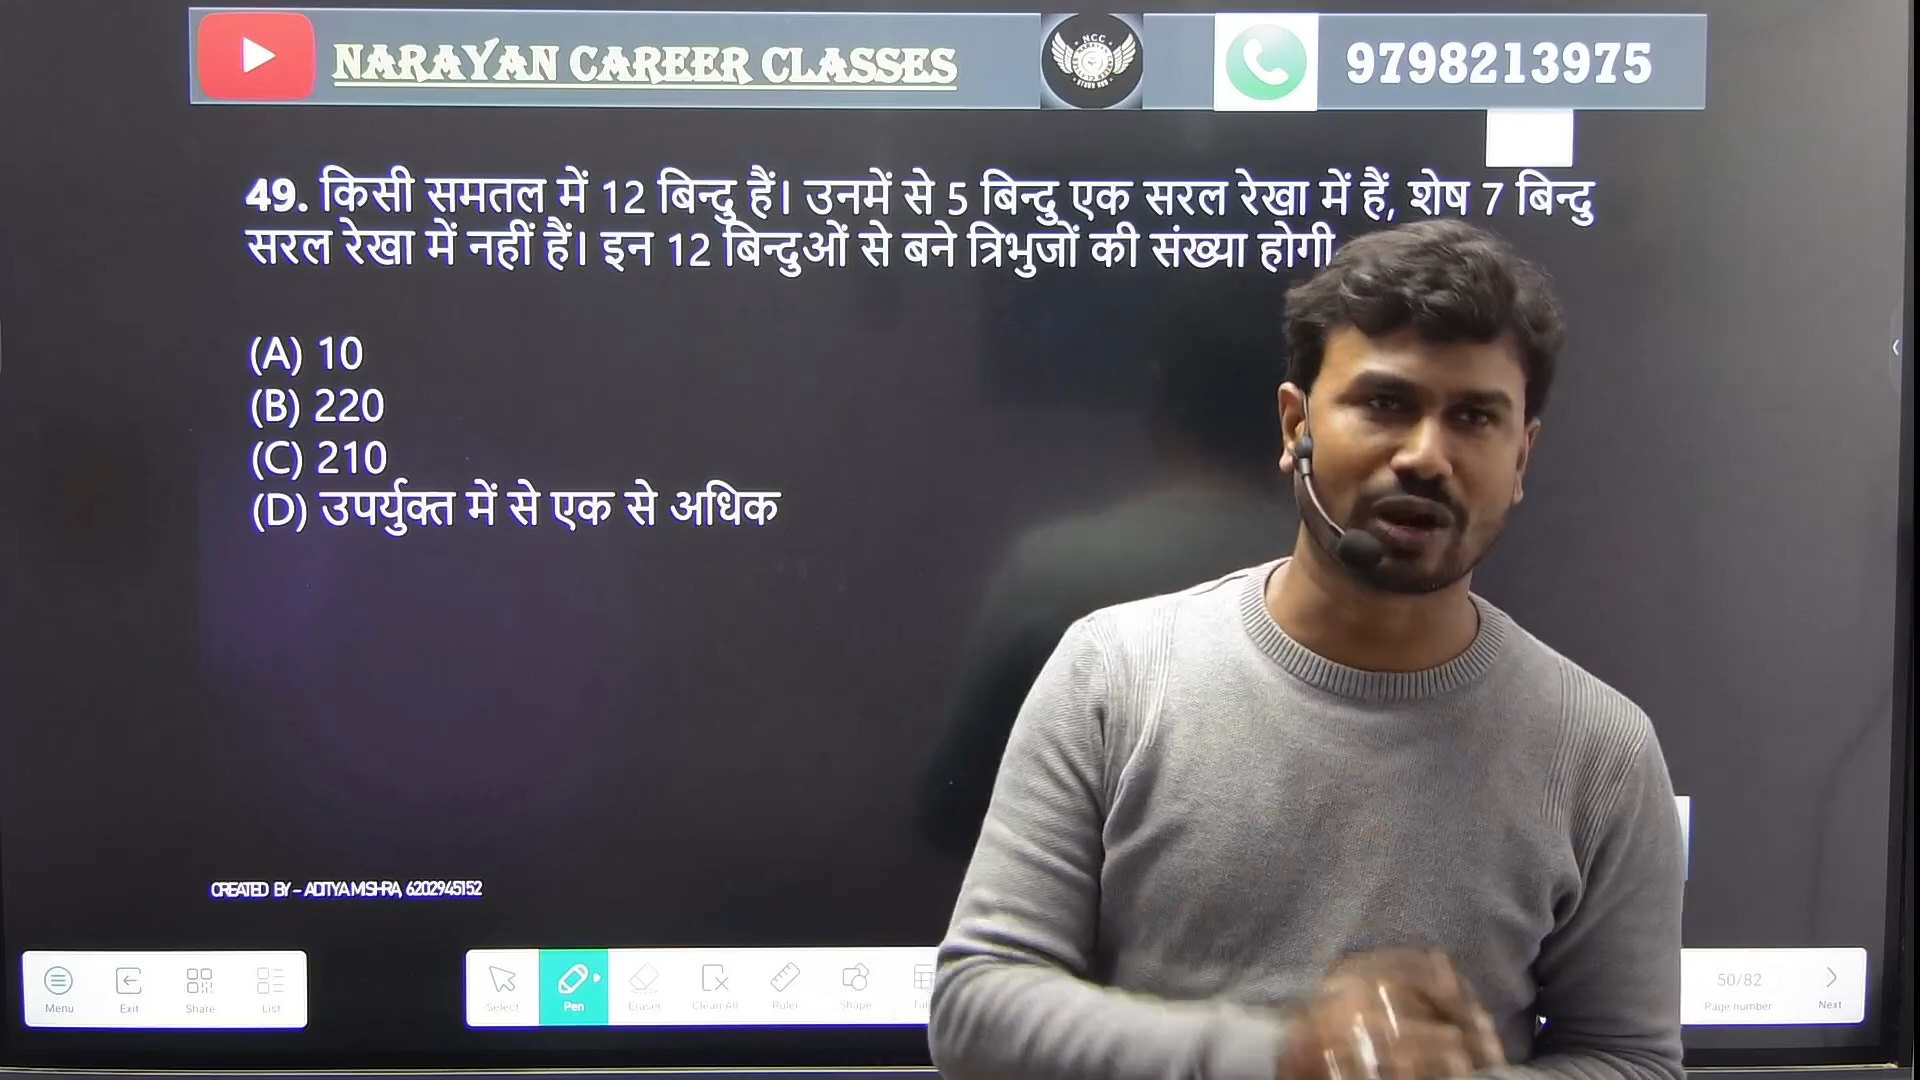 NARAYAN CAREER CLASSES
NCC
9798213975
49. किसी समतल में 12 बिन्दु हैं। उनमें से 5 बिन्दु एक सरल रेखा में हैं, शेष 7 बिन्दु
सरल रेखा में नहीं हैं। इन 12 बिन्दुओं से बने त्रिभुजों की संख्या होगी
(A) 10
(B) 220
(C) 210
(D) उपर्युक्त में से एक से अधिक
CREATED BY – ADITYA MISHRA, 6202945152
Menu Exit Share List
Select Pen Eraser Clean All Ruler Shape
50/82
Page number Next